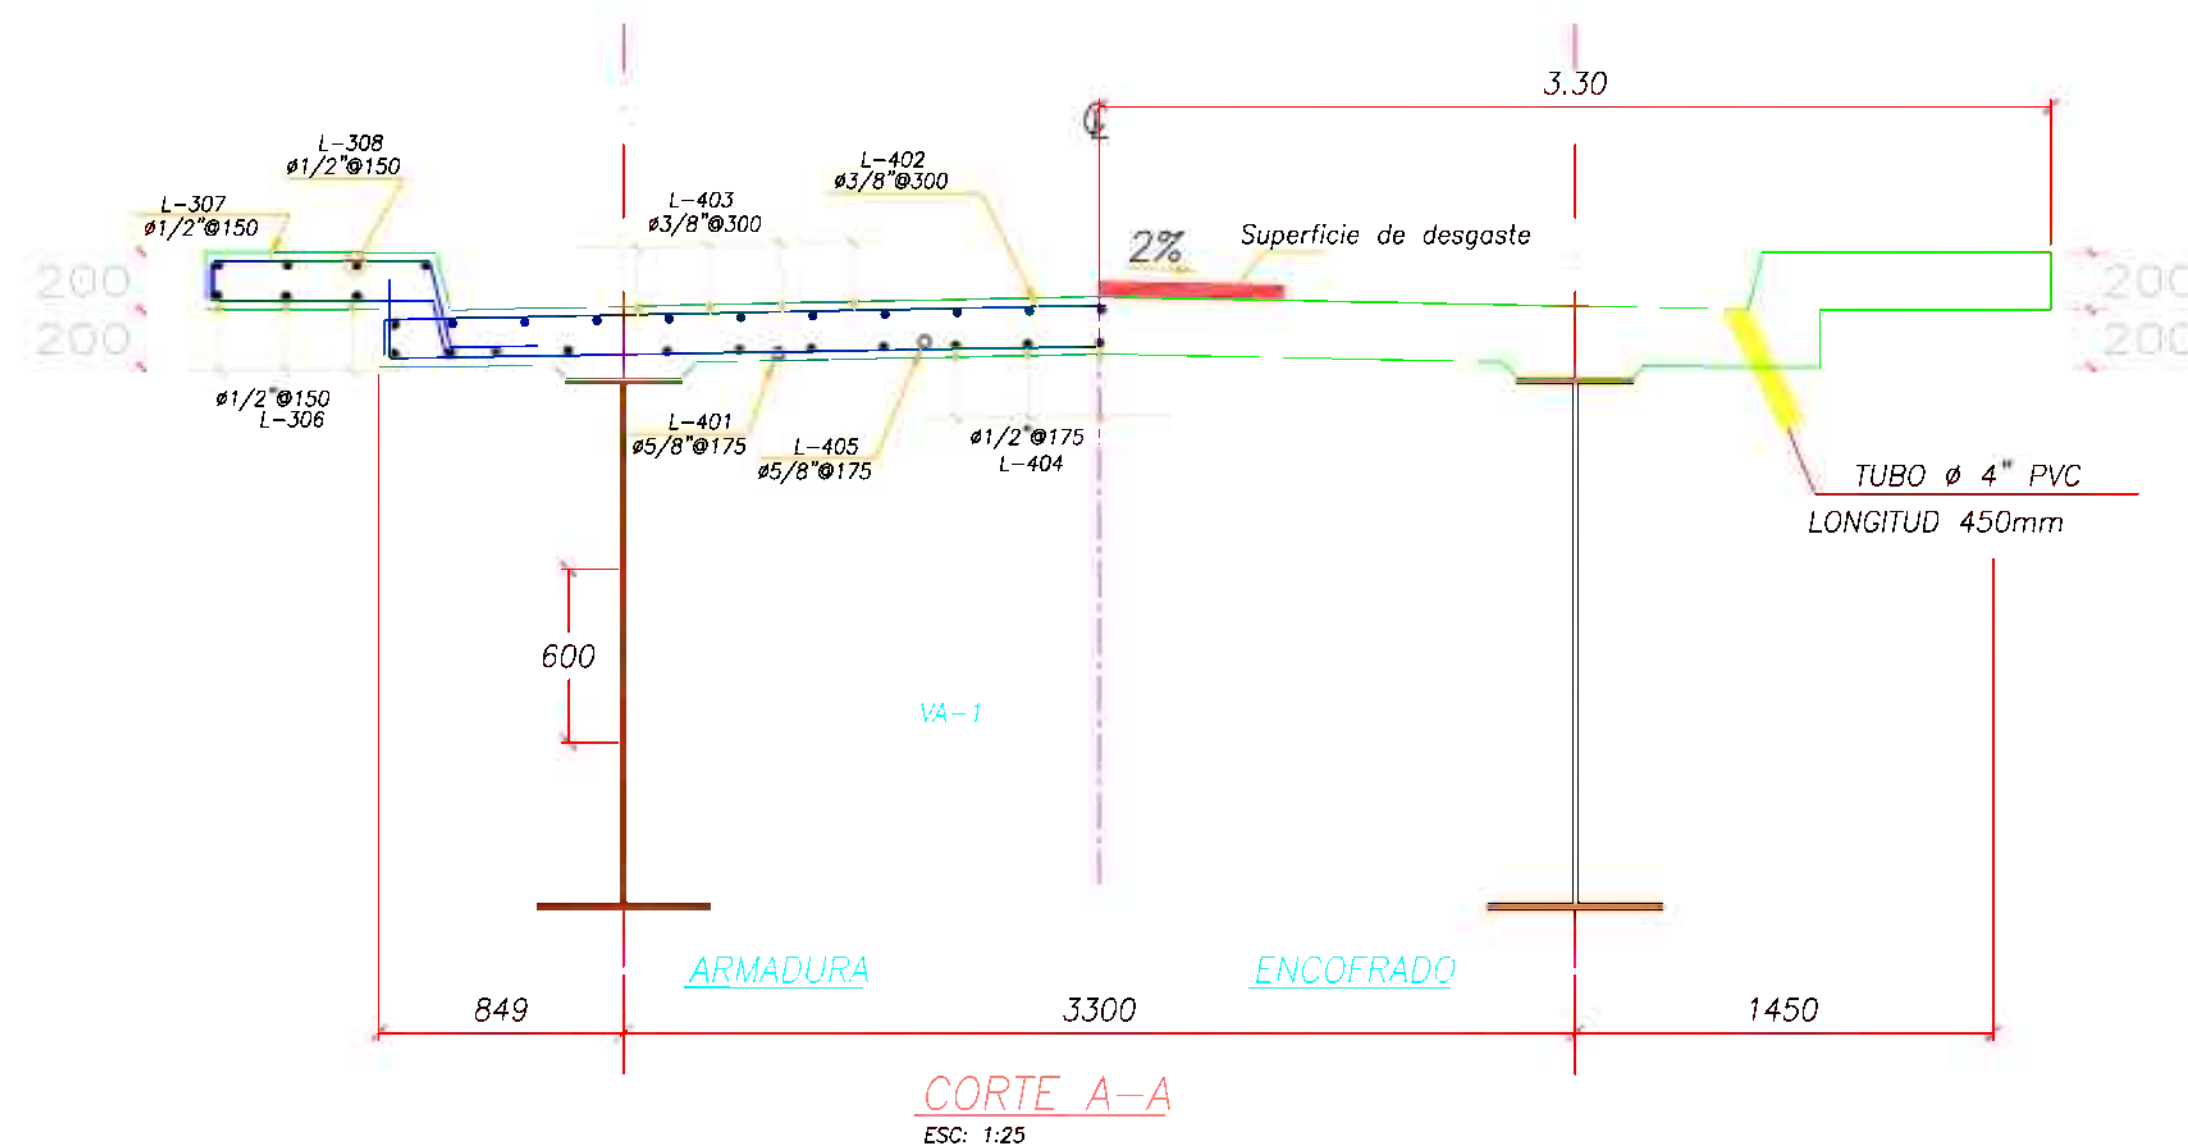 3.30
℄
L-308
ø1/2"@150
L-402
ø3/8"@300
L-307
ø1/2"@150
L-403
ø3/8"@300
2%
Superficie de desgaste
200
200
200
200
ø1/2"@150
L-306
L-401
ø5/8"@175
L-405
ø5/8"@175
ø1/2"@175
L-404
TUBO ø 4" PVC
LONGITUD 450mm
600
VA-1
ARMADURA
ENCOFRADO
849
3300
1450
CORTE A-A
ESC: 1:25